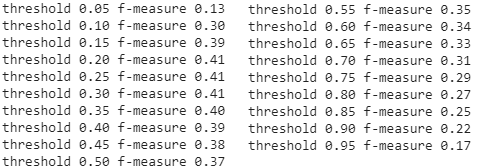 threshold 0.05 f-measure 0.13
threshold 0.10 f-measure 0.30
threshold 0.15 f-measure 0.39
threshold 0.20 f-measure 0.41
threshold 0.25 f-measure 0.41
threshold 0.30 f-measure 0.41
threshold 0.35 f-measure 0.40
threshold 0.40 f-measure 0.39
threshold 0.45 f-measure 0.38
threshold 0.50 f-measure 0.37
threshold 0.55 f-measure 0.35
threshold 0.60 f-measure 0.34
threshold 0.65 f-measure 0.33
threshold 0.70 f-measure 0.31
threshold 0.75 f-measure 0.29
threshold 0.80 f-measure 0.27
threshold 0.85 f-measure 0.25
threshold 0.90 f-measure 0.22
threshold 0.95 f-measure 0.17